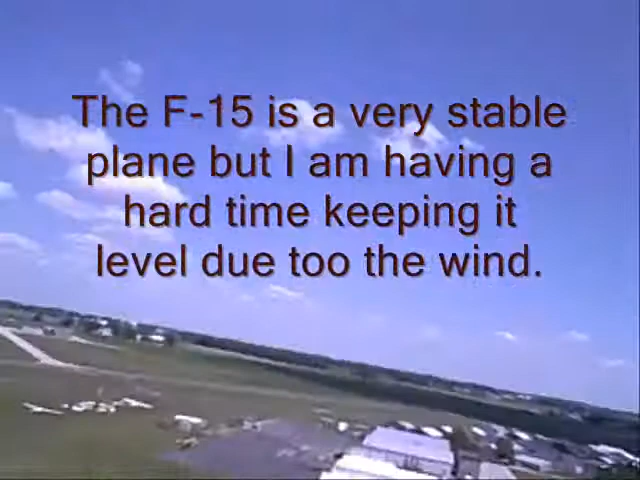 The F-15 is a very stable
plane but I am having a
hard time keeping it
level due too the wind.